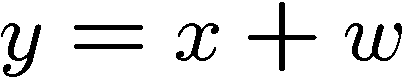 y = x + w